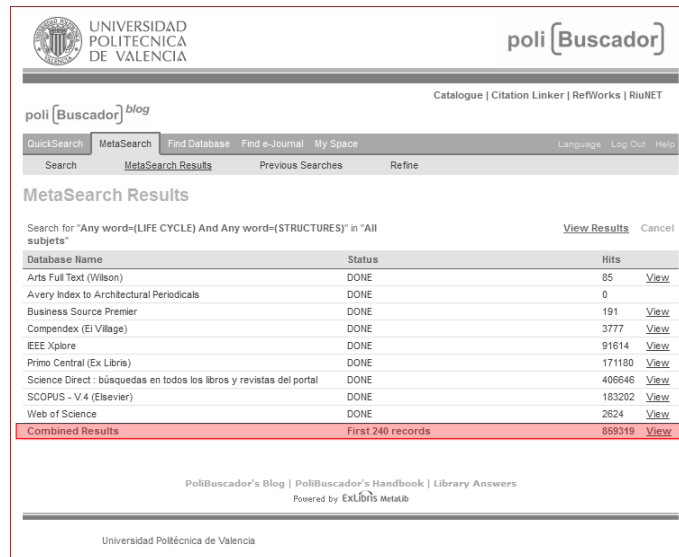 UNIVERSIDAD
POLITECNICA
DE VALENCIA
poli [Buscador]
Catalogue | Citation Linker | RefWorks | RiuNET
poli [Buscador] blog
QuickSearch MetaSearch Find Database Find e-Journal My Space Language Log Out Help
Search MetaSearch Results Previous Searches Refine
MetaSearch Results
Search for "Any word=(LIFE CYCLE) And Any word=(STRUCTURES)" in "All View Results Cancel
subjets"
Database Name Status Hits
Arts Full Text (Wilson) DONE 85 View
Avery Index to Architectural Periodicals DONE 0
Business Source Premier DONE 191 View
Compendex (Ei Village) DONE 3777 View
IEEE Xplore DONE 91614 View
Primo Central (Ex Libris) DONE 171180 View
Science Direct : búsquedas en todos los libros y revistas del portal DONE 406646 View
SCOPUS - V.4 (Elsevier) DONE 183202 View
Web of Science DONE 2624 View
Combined Results First 240 records 859319 View
PoliBuscador's Blog | PoliBuscador's Handbook | Library Answers
Powered by ExLibris MetaLib
Universidad Politécnica de Valencia